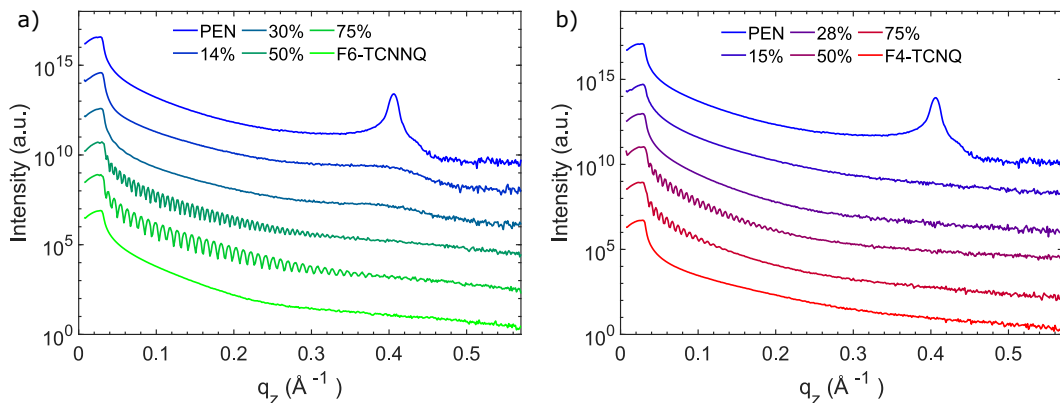 a)
PEN 30% 75%
14% 50% F6-TCNNQ
10^15
10^10
10^5
10^0
Intensity (a.u.)
0 0.1 0.2 0.3 0.4 0.5
q_z (Å^-1)
b)
PEN 28% 75%
15% 50% F4-TCNQ
10^15
10^10
10^5
10^0
Intensity (a.u.)
0 0.1 0.2 0.3 0.4 0.5
q_z (Å^-1)